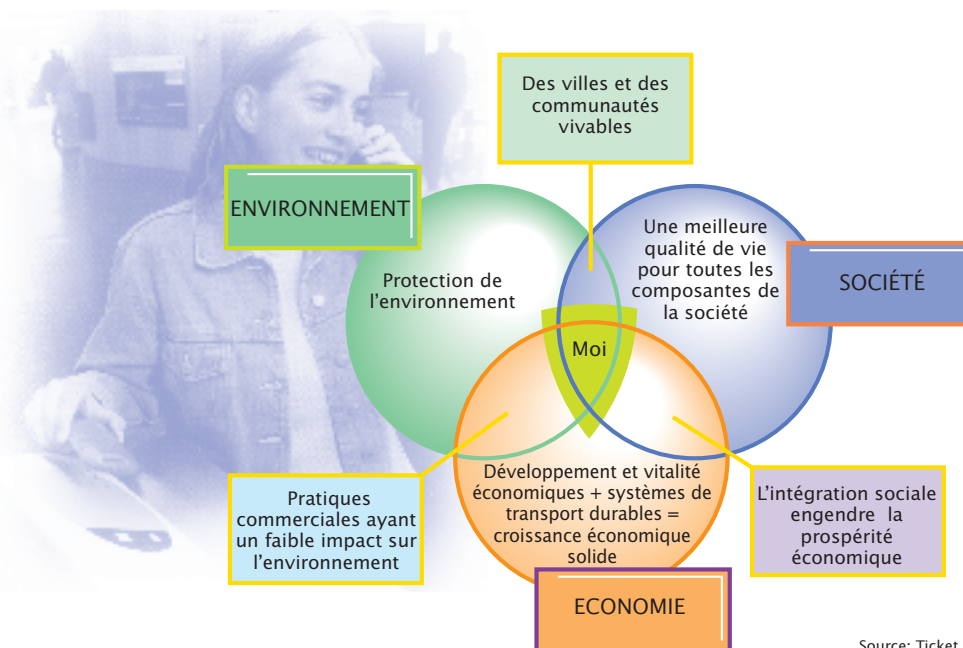 Des villes et des
communautés
vivables
ENVIRONNEMENT
Une meilleure
qualité de vie
pour toutes les
composantes de
la société
SOCIÉTÉ
Protection de
l'environnement
Moi
Développement et vitalité
économiques + systèmes de
transport durables =
croissance économique
solide
Pratiques
commerciales ayant
un faible impact sur
l'environnement
L'intégration sociale
engendre la
prospérité
économique
ECONOMIE
Source: Ticket